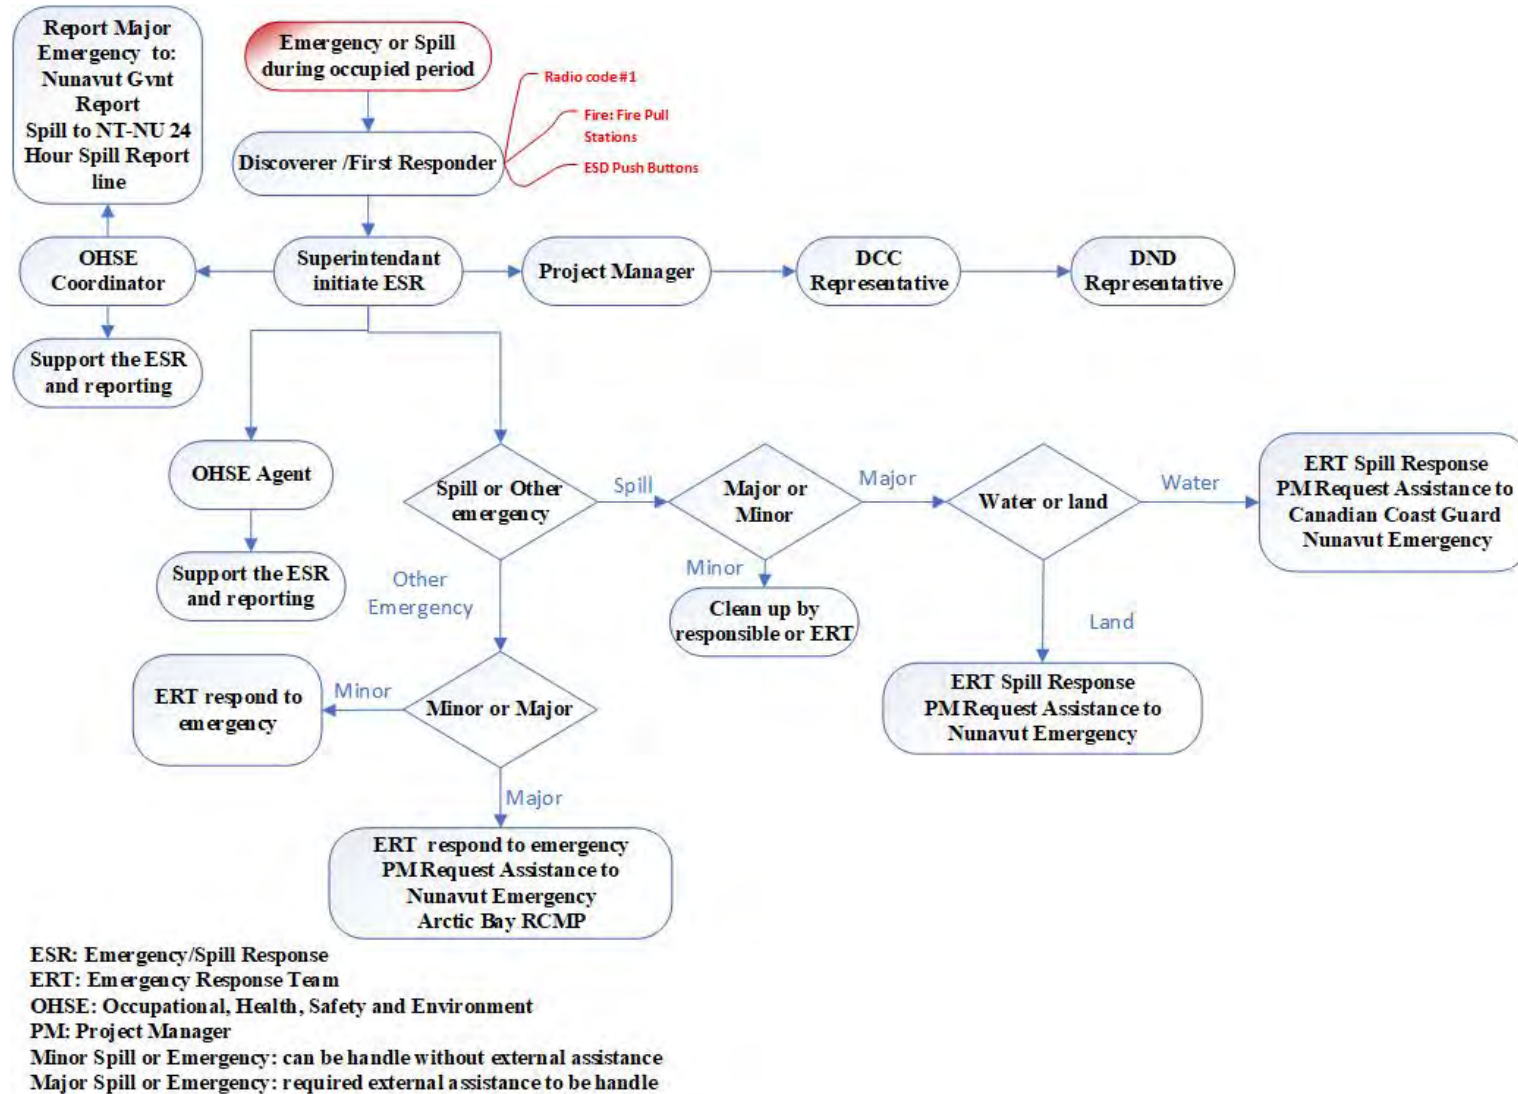 Report Major
Emergency to:
Nunavut Gvnt
Report
Spill to NT-NU 24
Hour Spill Report
line
Emergency or Spill
during occupied period
Radio code #1
Fire: Fire Pull
Stations
ESD Push Buttons
Discoverer /First Responder
OHSE
Coordinator
Superintendant
initiate ESR
Project Manager
DCC
Representative
DND
Representative
Support the ESR
and reporting
OHSE Agent
Support the ESR
and reporting
Spill or Other
emergency
Spill
Major or
Minor
Major
Water or land
Water
ERT Spill Response
PM Request Assistance to
Canadian Coast Guard
Nunavut Emergency
Other
Emergency
Minor
Clean up by
responsible or ERT
Land
ERT Spill Response
PM Request Assistance to
Nunavut Emergency
ERT respond to
emergency
Minor
Minor or Major
Major
ERT respond to emergency
PM Request Assistance to
Nunavut Emergency
Arctic Bay RCMP
ESR: Emergency/Spill Response
ERT: Emergency Response Team
OHSE: Occupational, Health, Safety and Environment
PM: Project Manager
Minor Spill or Emergency: can be handle without external assistance
Major Spill or Emergency: required external assistance to be handle